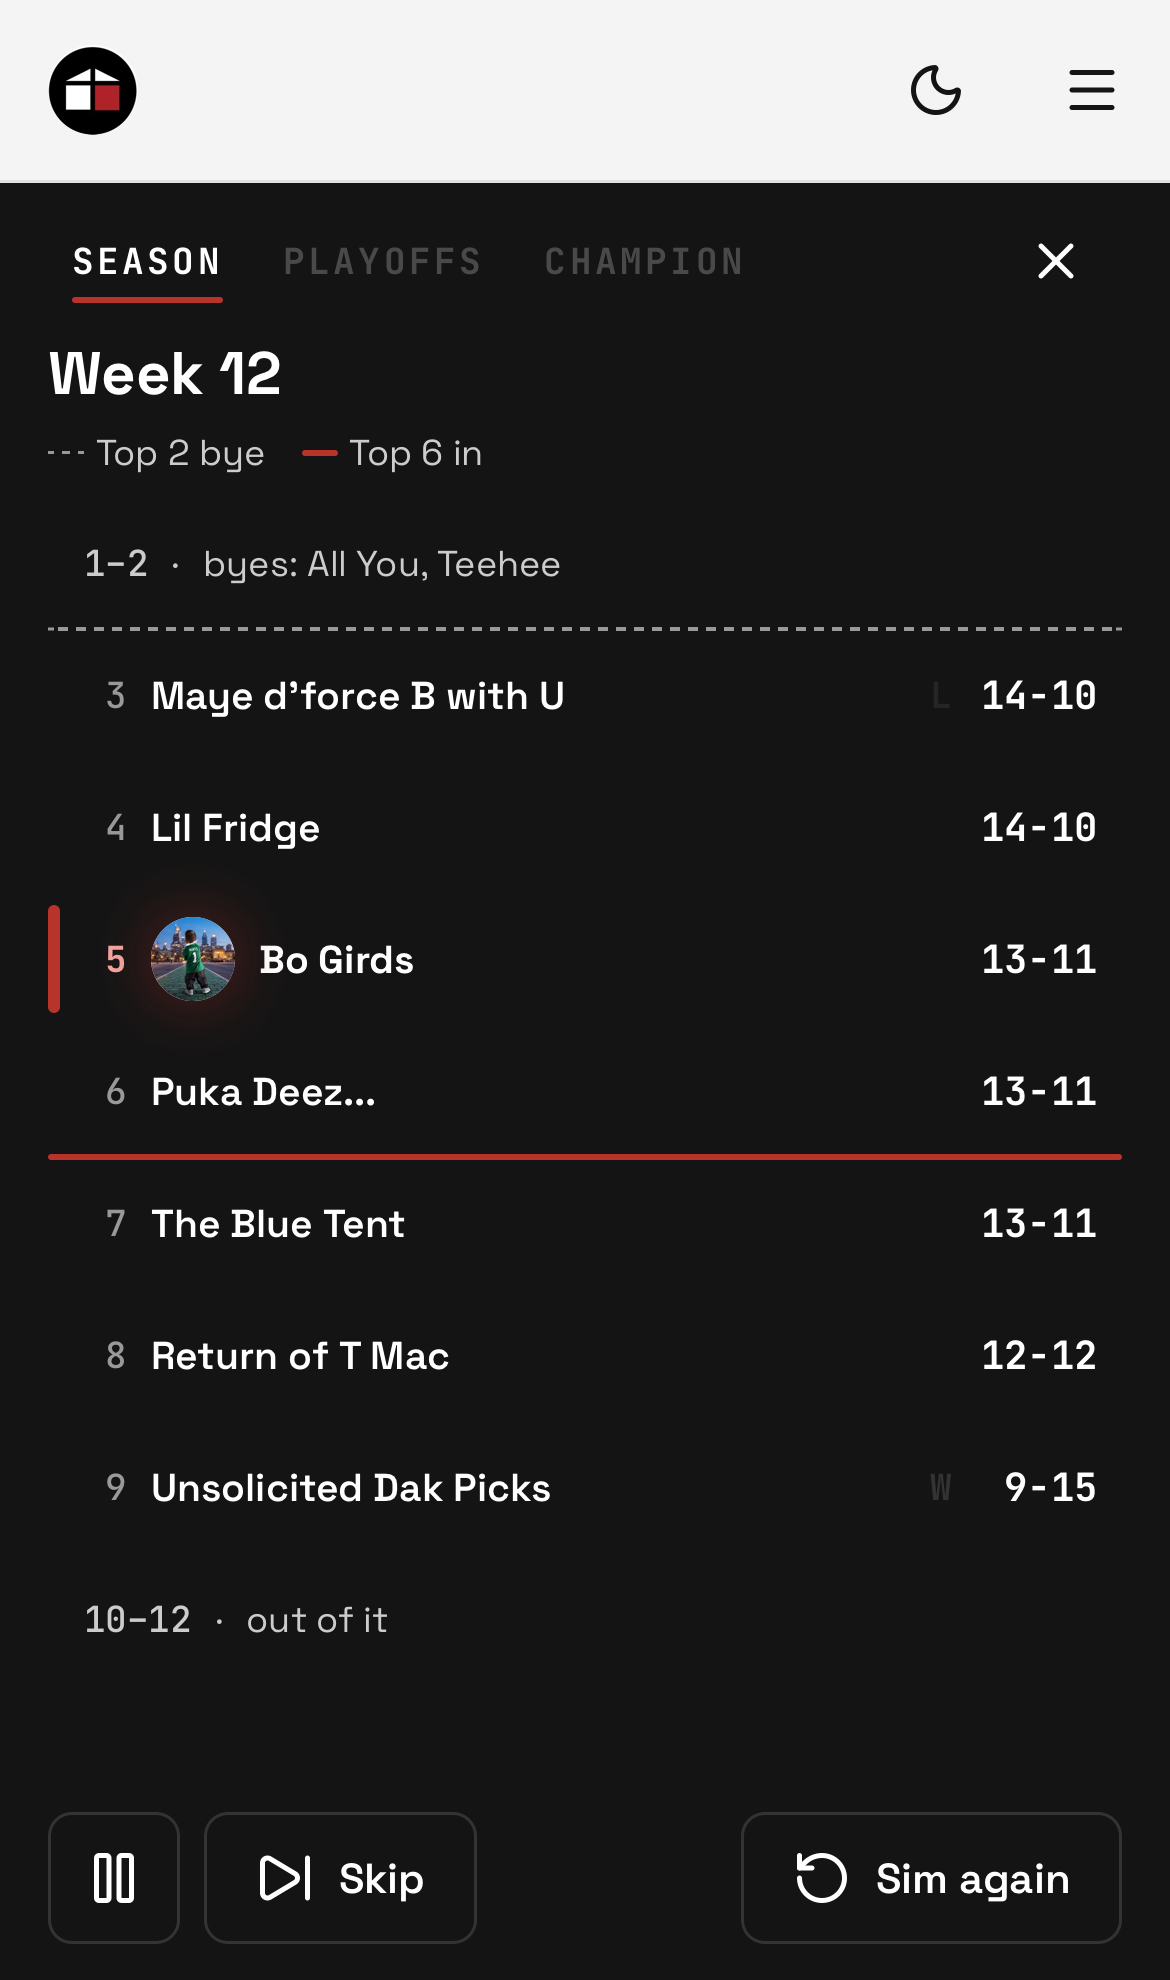 SEASON PLAYOFFS CHAMPION
Week 12
Top 2 bye Top 6 in
1–2 · byes: All You, Teehee
3 Maye d’force B with U L 14-10
4 Lil Fridge 14-10
5 Bo Girds 13-11
6 Puka Deez... 13-11
7 The Blue Tent 13-11
8 Return of T Mac 12-12
9 Unsolicited Dak Picks W 9-15
10–12 · out of it
Skip Sim again